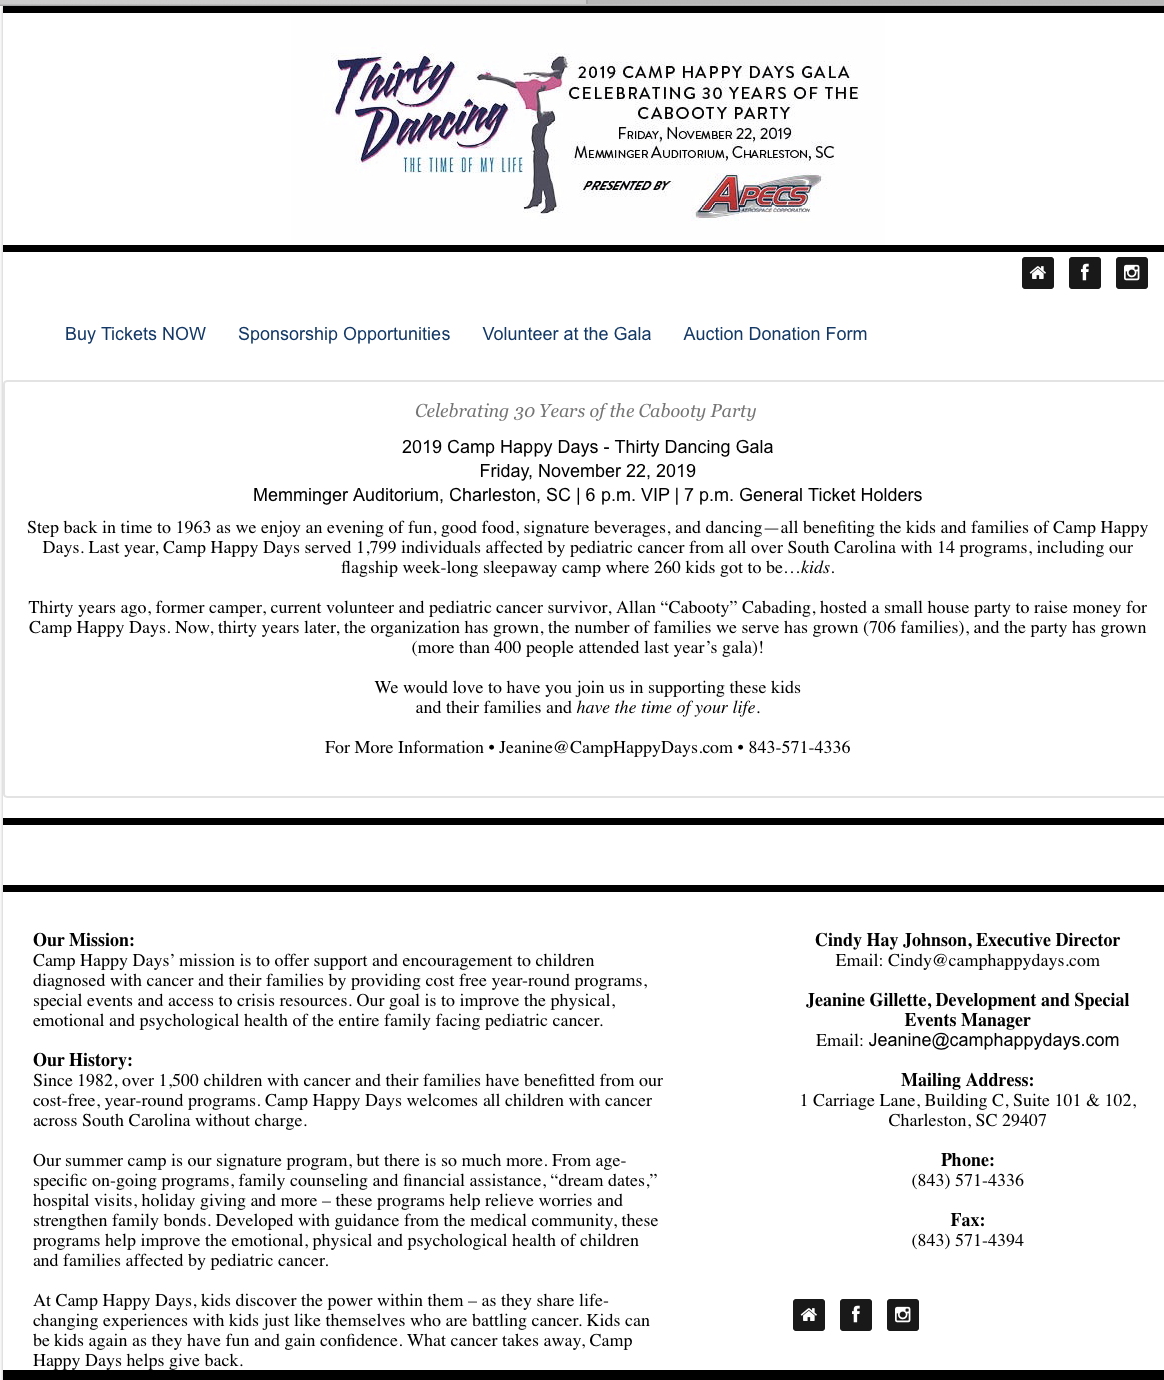 Thirty
Dancing
THE TIME OF MY LIFE
2019 CAMP HAPPY DAYS GALA
CELEBRATING 30 YEARS OF THE
CABOOTY PARTY
FRIDAY, NOVEMBER 22, 2019
MEMMINGER AUDITORIUM, CHARLESTON, SC
PRESENTED BY
APECS
AEROSPACE CORPORATION
Buy Tickets NOW Sponsorship Opportunities Volunteer at the Gala Auction Donation Form
Celebrating 30 Years of the Cabooty Party
2019 Camp Happy Days - Thirty Dancing Gala
Friday, November 22, 2019
Memminger Auditorium, Charleston, SC | 6 p.m. VIP | 7 p.m. General Ticket Holders
Step back in time to 1963 as we enjoy an evening of fun, good food, signature beverages, and dancing—all benefiting the kids and families of Camp Happy
Days. Last year, Camp Happy Days served 1,799 individuals affected by pediatric cancer from all over South Carolina with 14 programs, including our
flagship week-long sleepaway camp where 260 kids got to be…kids.
Thirty years ago, former camper, current volunteer and pediatric cancer survivor, Allan “Cabooty” Cabading, hosted a small house party to raise money for
Camp Happy Days. Now, thirty years later, the organization has grown, the number of families we serve has grown (706 families), and the party has grown
(more than 400 people attended last year’s gala)!
We would love to have you join us in supporting these kids
and their families and have the time of your life.
For More Information • Jeanine@CampHappyDays.com • 843-571-4336
Our Mission:
Camp Happy Days’ mission is to offer support and encouragement to children
diagnosed with cancer and their families by providing cost free year-round programs,
special events and access to crisis resources. Our goal is to improve the physical,
emotional and psychological health of the entire family facing pediatric cancer.
Our History:
Since 1982, over 1,500 children with cancer and their families have benefitted from our
cost-free, year-round programs. Camp Happy Days welcomes all children with cancer
across South Carolina without charge.
Our summer camp is our signature program, but there is so much more. From age-
specific on-going programs, family counseling and financial assistance, “dream dates,”
hospital visits, holiday giving and more – these programs help relieve worries and
strengthen family bonds. Developed with guidance from the medical community, these
programs help improve the emotional, physical and psychological health of children
and families affected by pediatric cancer.
At Camp Happy Days, kids discover the power within them – as they share life-
changing experiences with kids just like themselves who are battling cancer. Kids can
be kids again as they have fun and gain confidence. What cancer takes away, Camp
Happy Days helps give back.
Cindy Hay Johnson, Executive Director
Email: Cindy@camphappydays.com
Jeanine Gillette, Development and Special
Events Manager
Email: Jeanine@camphappydays.com
Mailing Address:
1 Carriage Lane, Building C, Suite 101 & 102,
Charleston, SC 29407
Phone:
(843) 571-4336
Fax:
(843) 571-4394